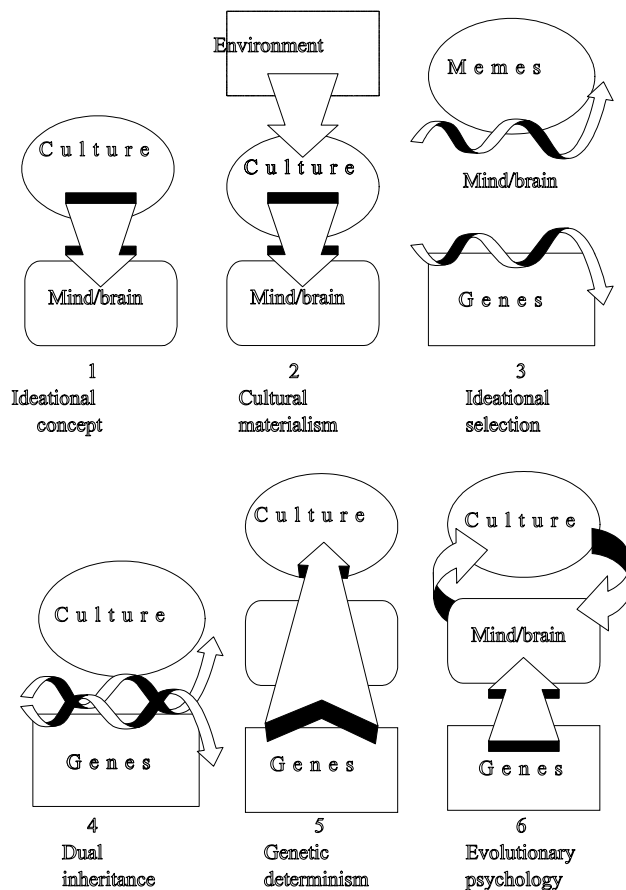 Culture
Mind/brain
1
Ideational
concept
Environment
Culture
Mind/brain
2
Cultural
materialism
Memes
Mind/brain
Genes
3
Ideational
selection
Culture
Genes
4
Dual
inheritance
Culture
Genes
5
Genetic
determinism
Culture
Mind/brain
Genes
6
Evolutionary
psychology